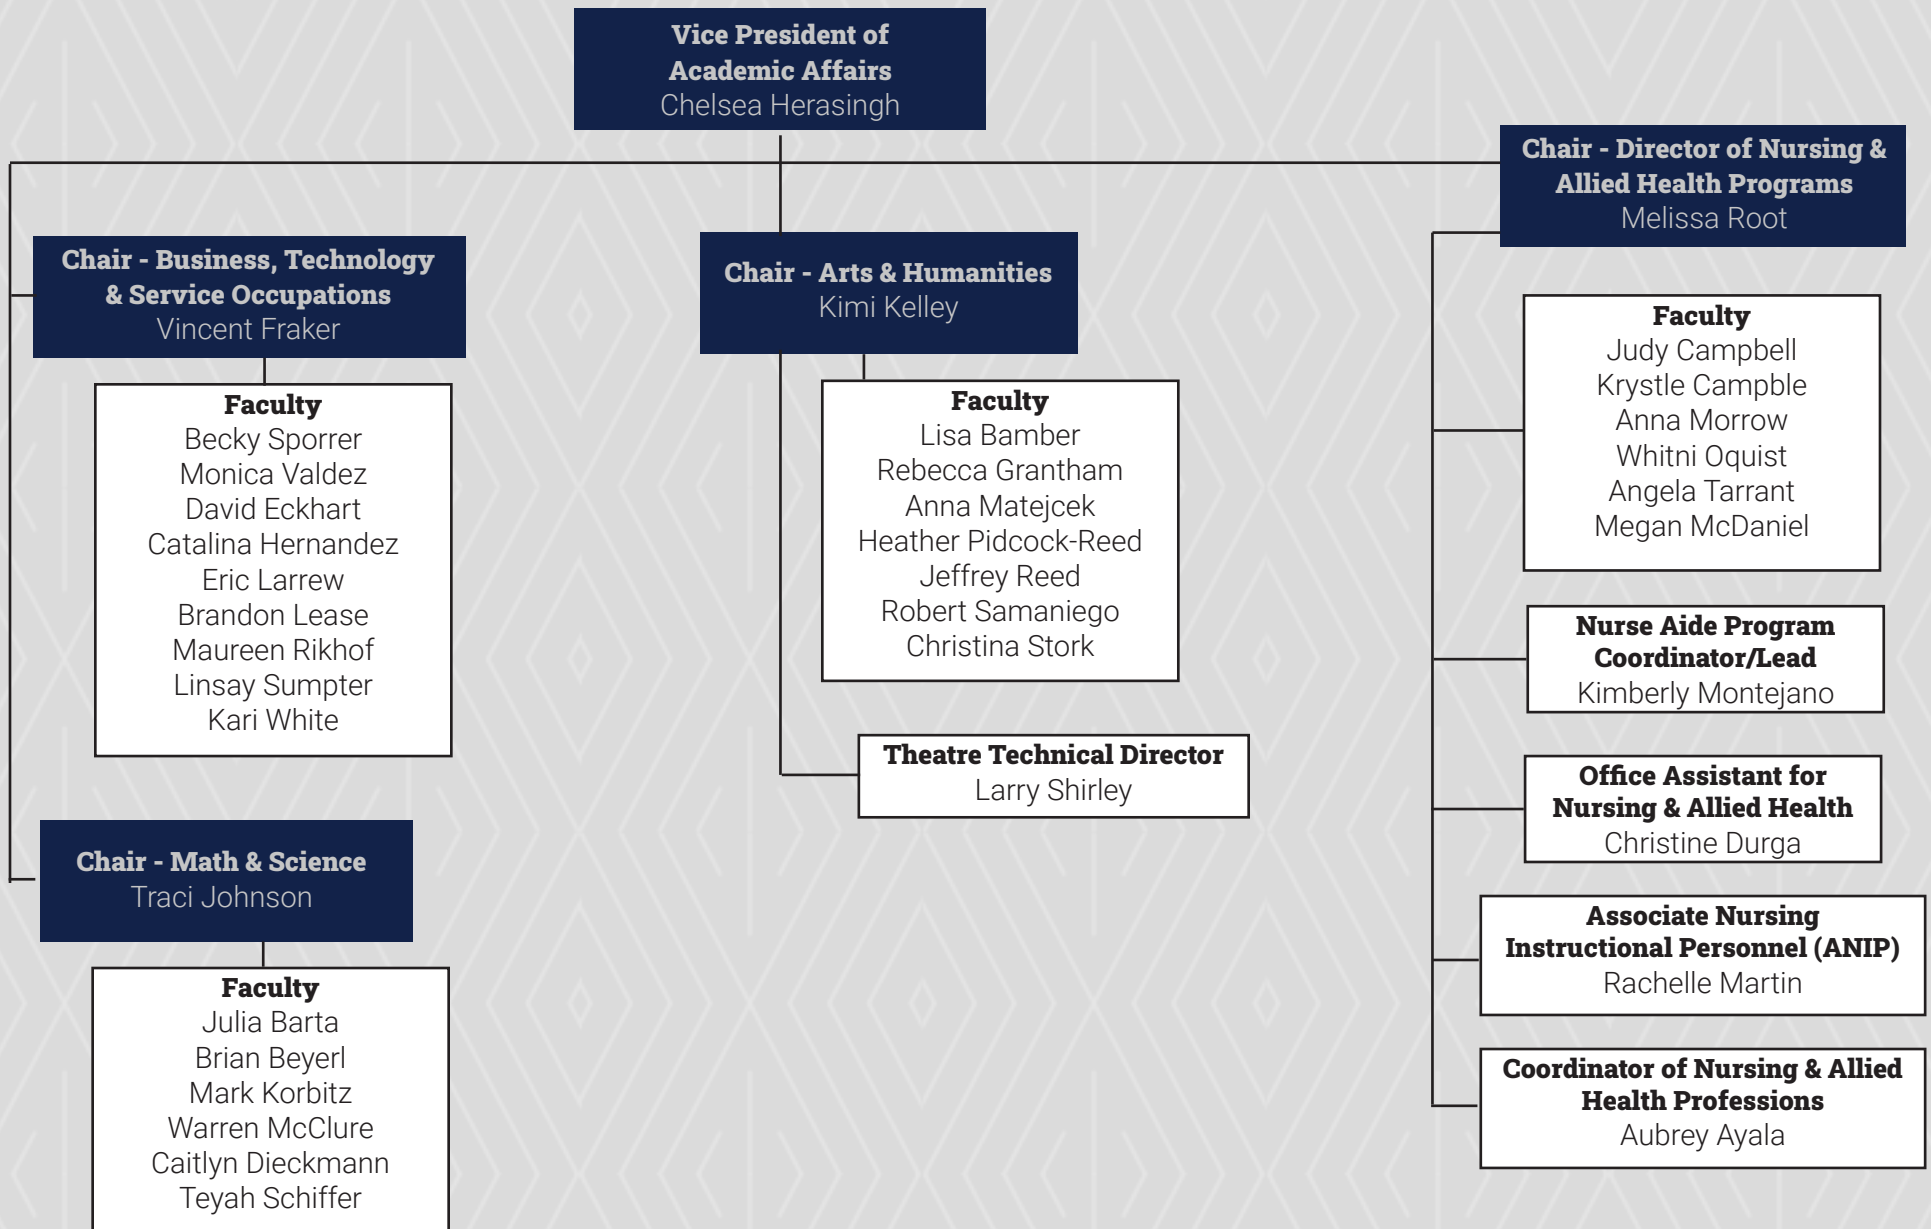 Vice President of
Academic Affairs
Chelsea Herasingh
Chair - Business, Technology
& Service Occupations
Vincent Fraker
Faculty
Becky Sporrer
Monica Valdez
David Eckhart
Catalina Hernandez
Eric Larrew
Brandon Lease
Maureen Rikhof
Linsay Sumpter
Kari White
Chair - Math & Science
Traci Johnson
Faculty
Julia Barta
Brian Beyerl
Mark Korbitz
Warren McClure
Caitlyn Dieckmann
Teyah Schiffer
Chair - Arts & Humanities
Kimi Kelley
Faculty
Lisa Bamber
Rebecca Grantham
Anna Matejcek
Heather Pidcock-Reed
Jeffrey Reed
Robert Samaniego
Christina Stork
Theatre Technical Director
Larry Shirley
Chair - Director of Nursing &
Allied Health Programs
Melissa Root
Faculty
Judy Campbell
Krystle Campble
Anna Morrow
Whitni Oquist
Angela Tarrant
Megan McDaniel
Nurse Aide Program
Coordinator/Lead
Kimberly Montejano
Office Assistant for
Nursing & Allied Health
Christine Durga
Associate Nursing
Instructional Personnel (ANIP)
Rachelle Martin
Coordinator of Nursing & Allied
Health Professions
Aubrey Ayala